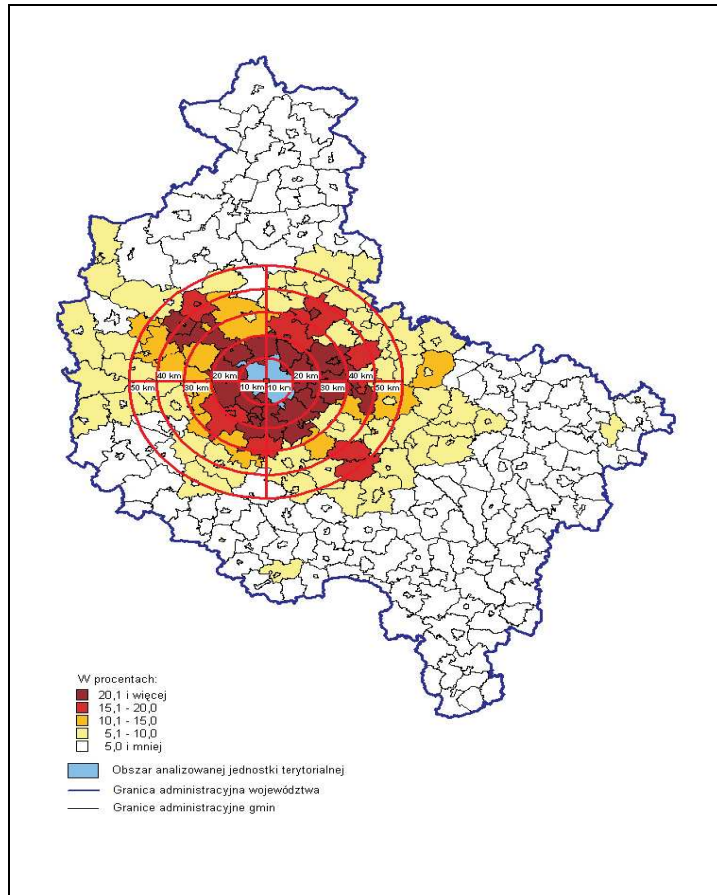 40 km 40 km
20 km 20 km
50 km 30 km 10 km 10 km 30 km 50 km
W procentach:
20,1 i więcej
15,1 - 20,0
10,1 - 15,0
5,1 - 10,0
5,0 i mniej
Obszar analizowanej jednostki terytorialnej
Granica administracyjna województwa
Granice administracyjne gmin